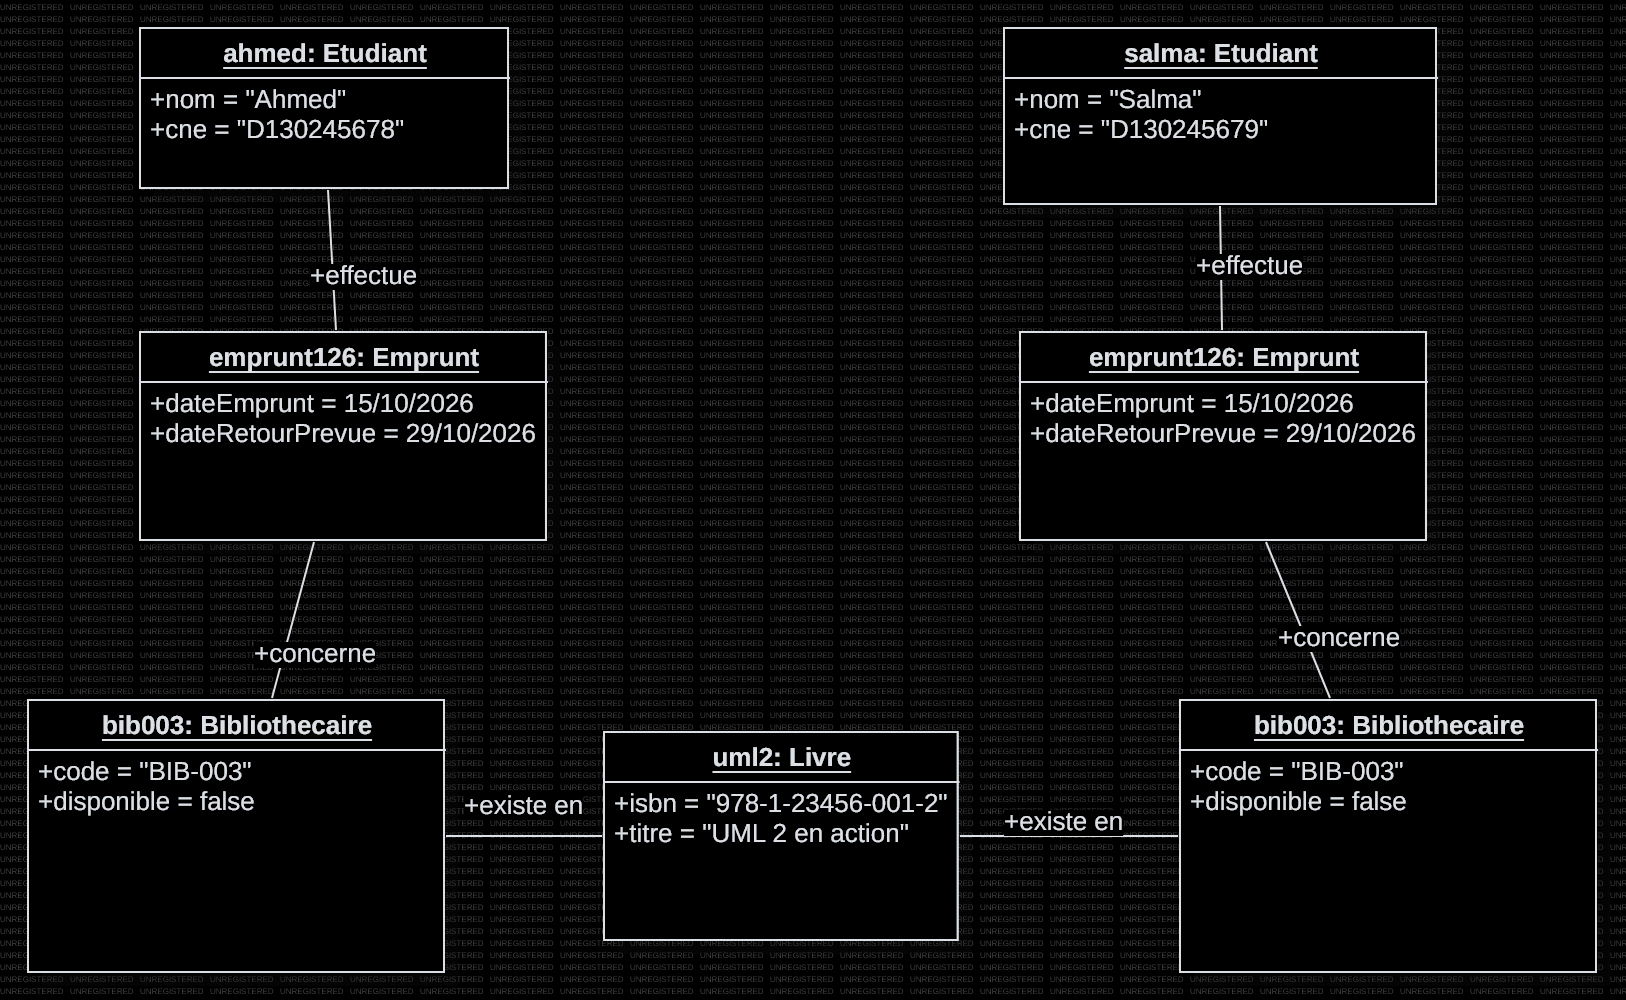 ahmed: Etudiant
+nom = "Ahmed"
+cne = "D130245678"
salma: Etudiant
+nom = "Salma"
+cne = "D130245679"
+effectue
+effectue
emprunt126: Emprunt
+dateEmprunt = 15/10/2026
+dateRetourPrevue = 29/10/2026
emprunt126: Emprunt
+dateEmprunt = 15/10/2026
+dateRetourPrevue = 29/10/2026
+concerne
+concerne
bib003: Bibliothecaire
+code = "BIB-003"
+disponible = false
+existe en
uml2: Livre
+isbn = "978-1-23456-001-2"
+titre = "UML 2 en action"
+existe en
bib003: Bibliothecaire
+code = "BIB-003"
+disponible = false
UNREGISTERED